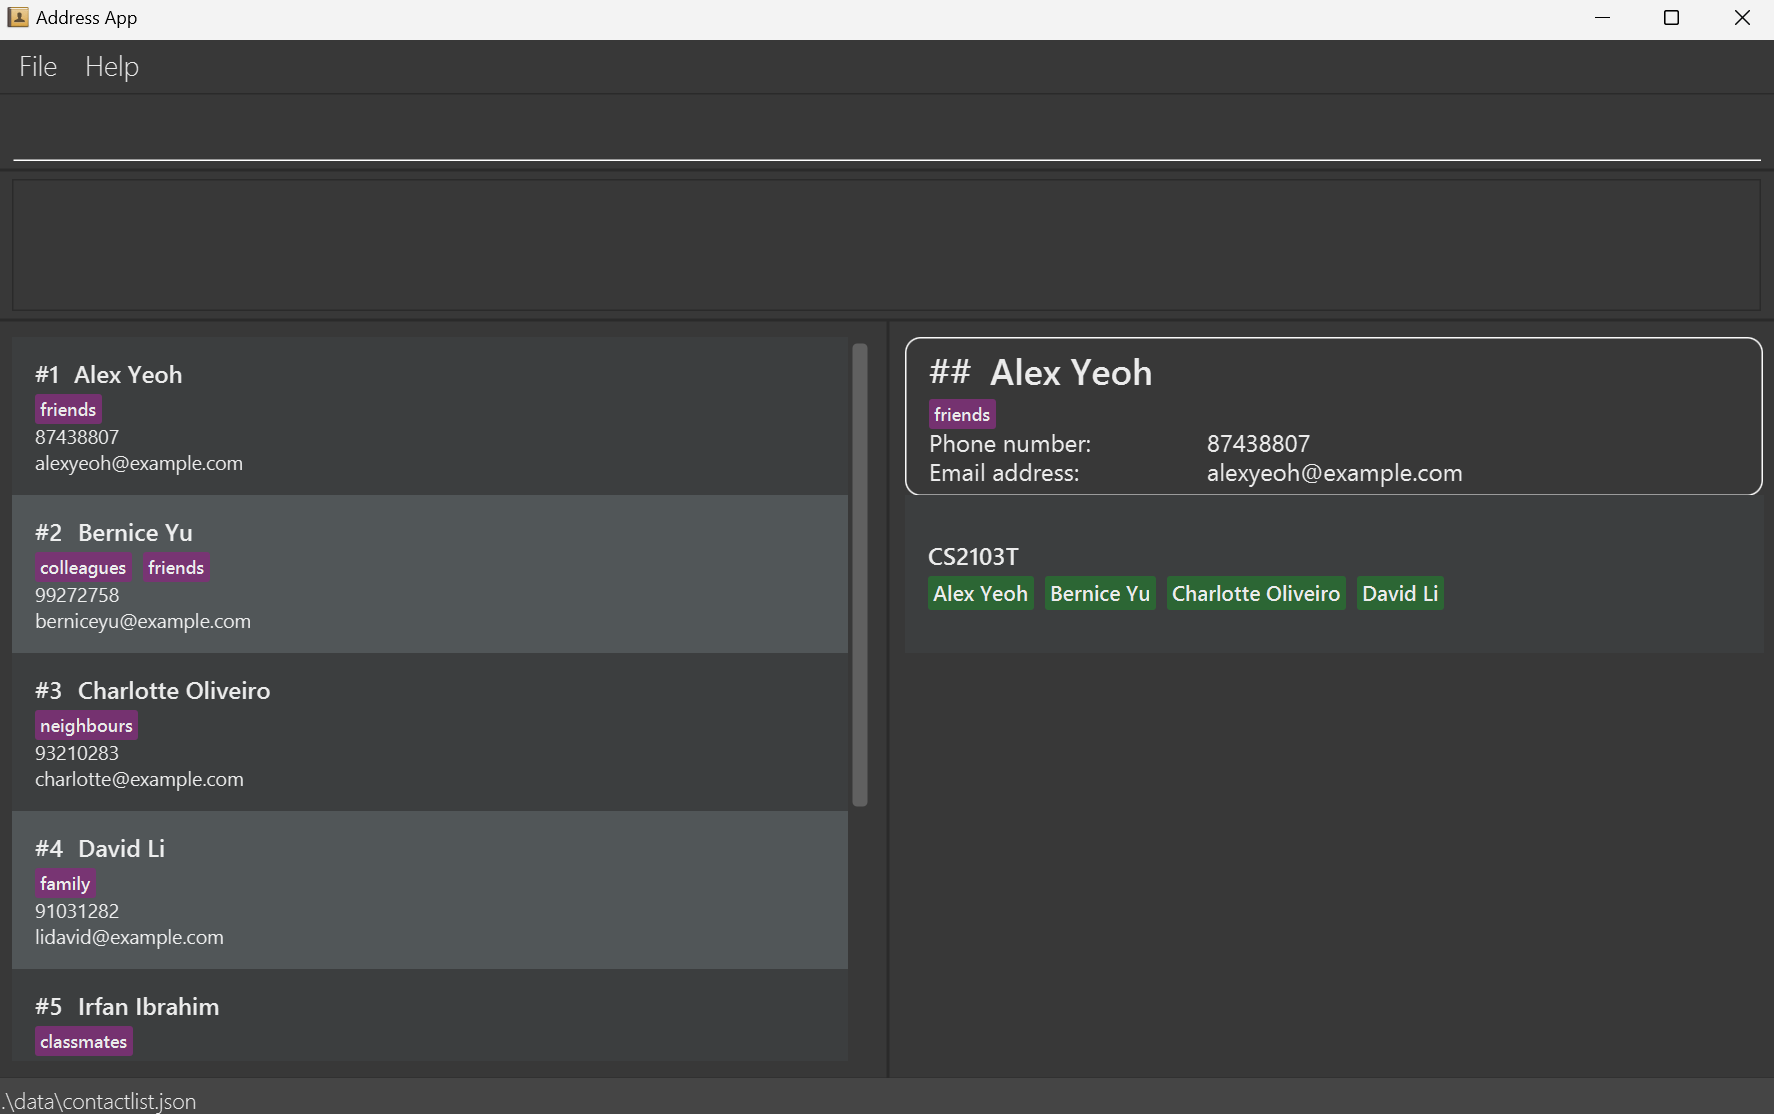 Address App
File Help
#1 Alex Yeoh
friends
87438807
alexyeoh@example.com
#2 Bernice Yu
colleagues friends
99272758
berniceyu@example.com
#3 Charlotte Oliveiro
neighbours
93210283
charlotte@example.com
#4 David Li
family
91031282
lidavid@example.com
#5 Irfan Ibrahim
classmates
## Alex Yeoh
friends
Phone number: 87438807
Email address: alexyeoh@example.com
CS2103T
Alex Yeoh Bernice Yu Charlotte Oliveiro David Li
.\data\contactlist.json